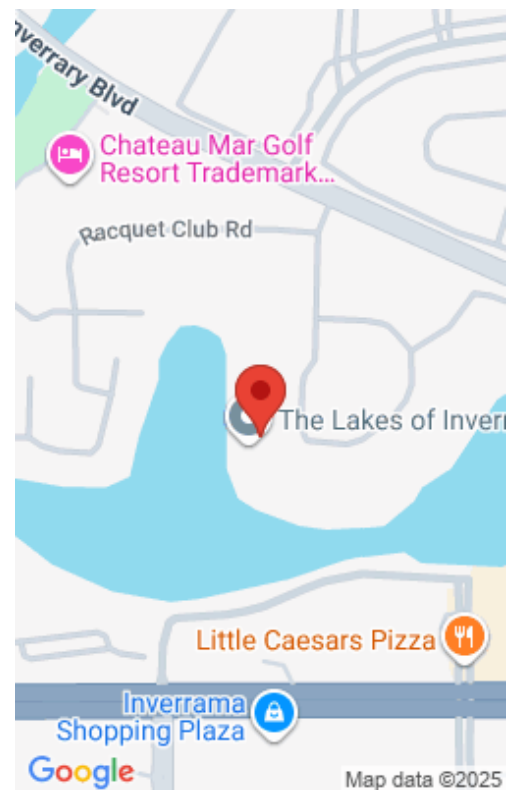 nverrary Blvd
Chateau Mar Golf
Resort Trademark...
Racquet Club Rd
The Lakes of Inverr
Little Caesars Pizza
Inverrama
Shopping Plaza
Google
Map data ©2025